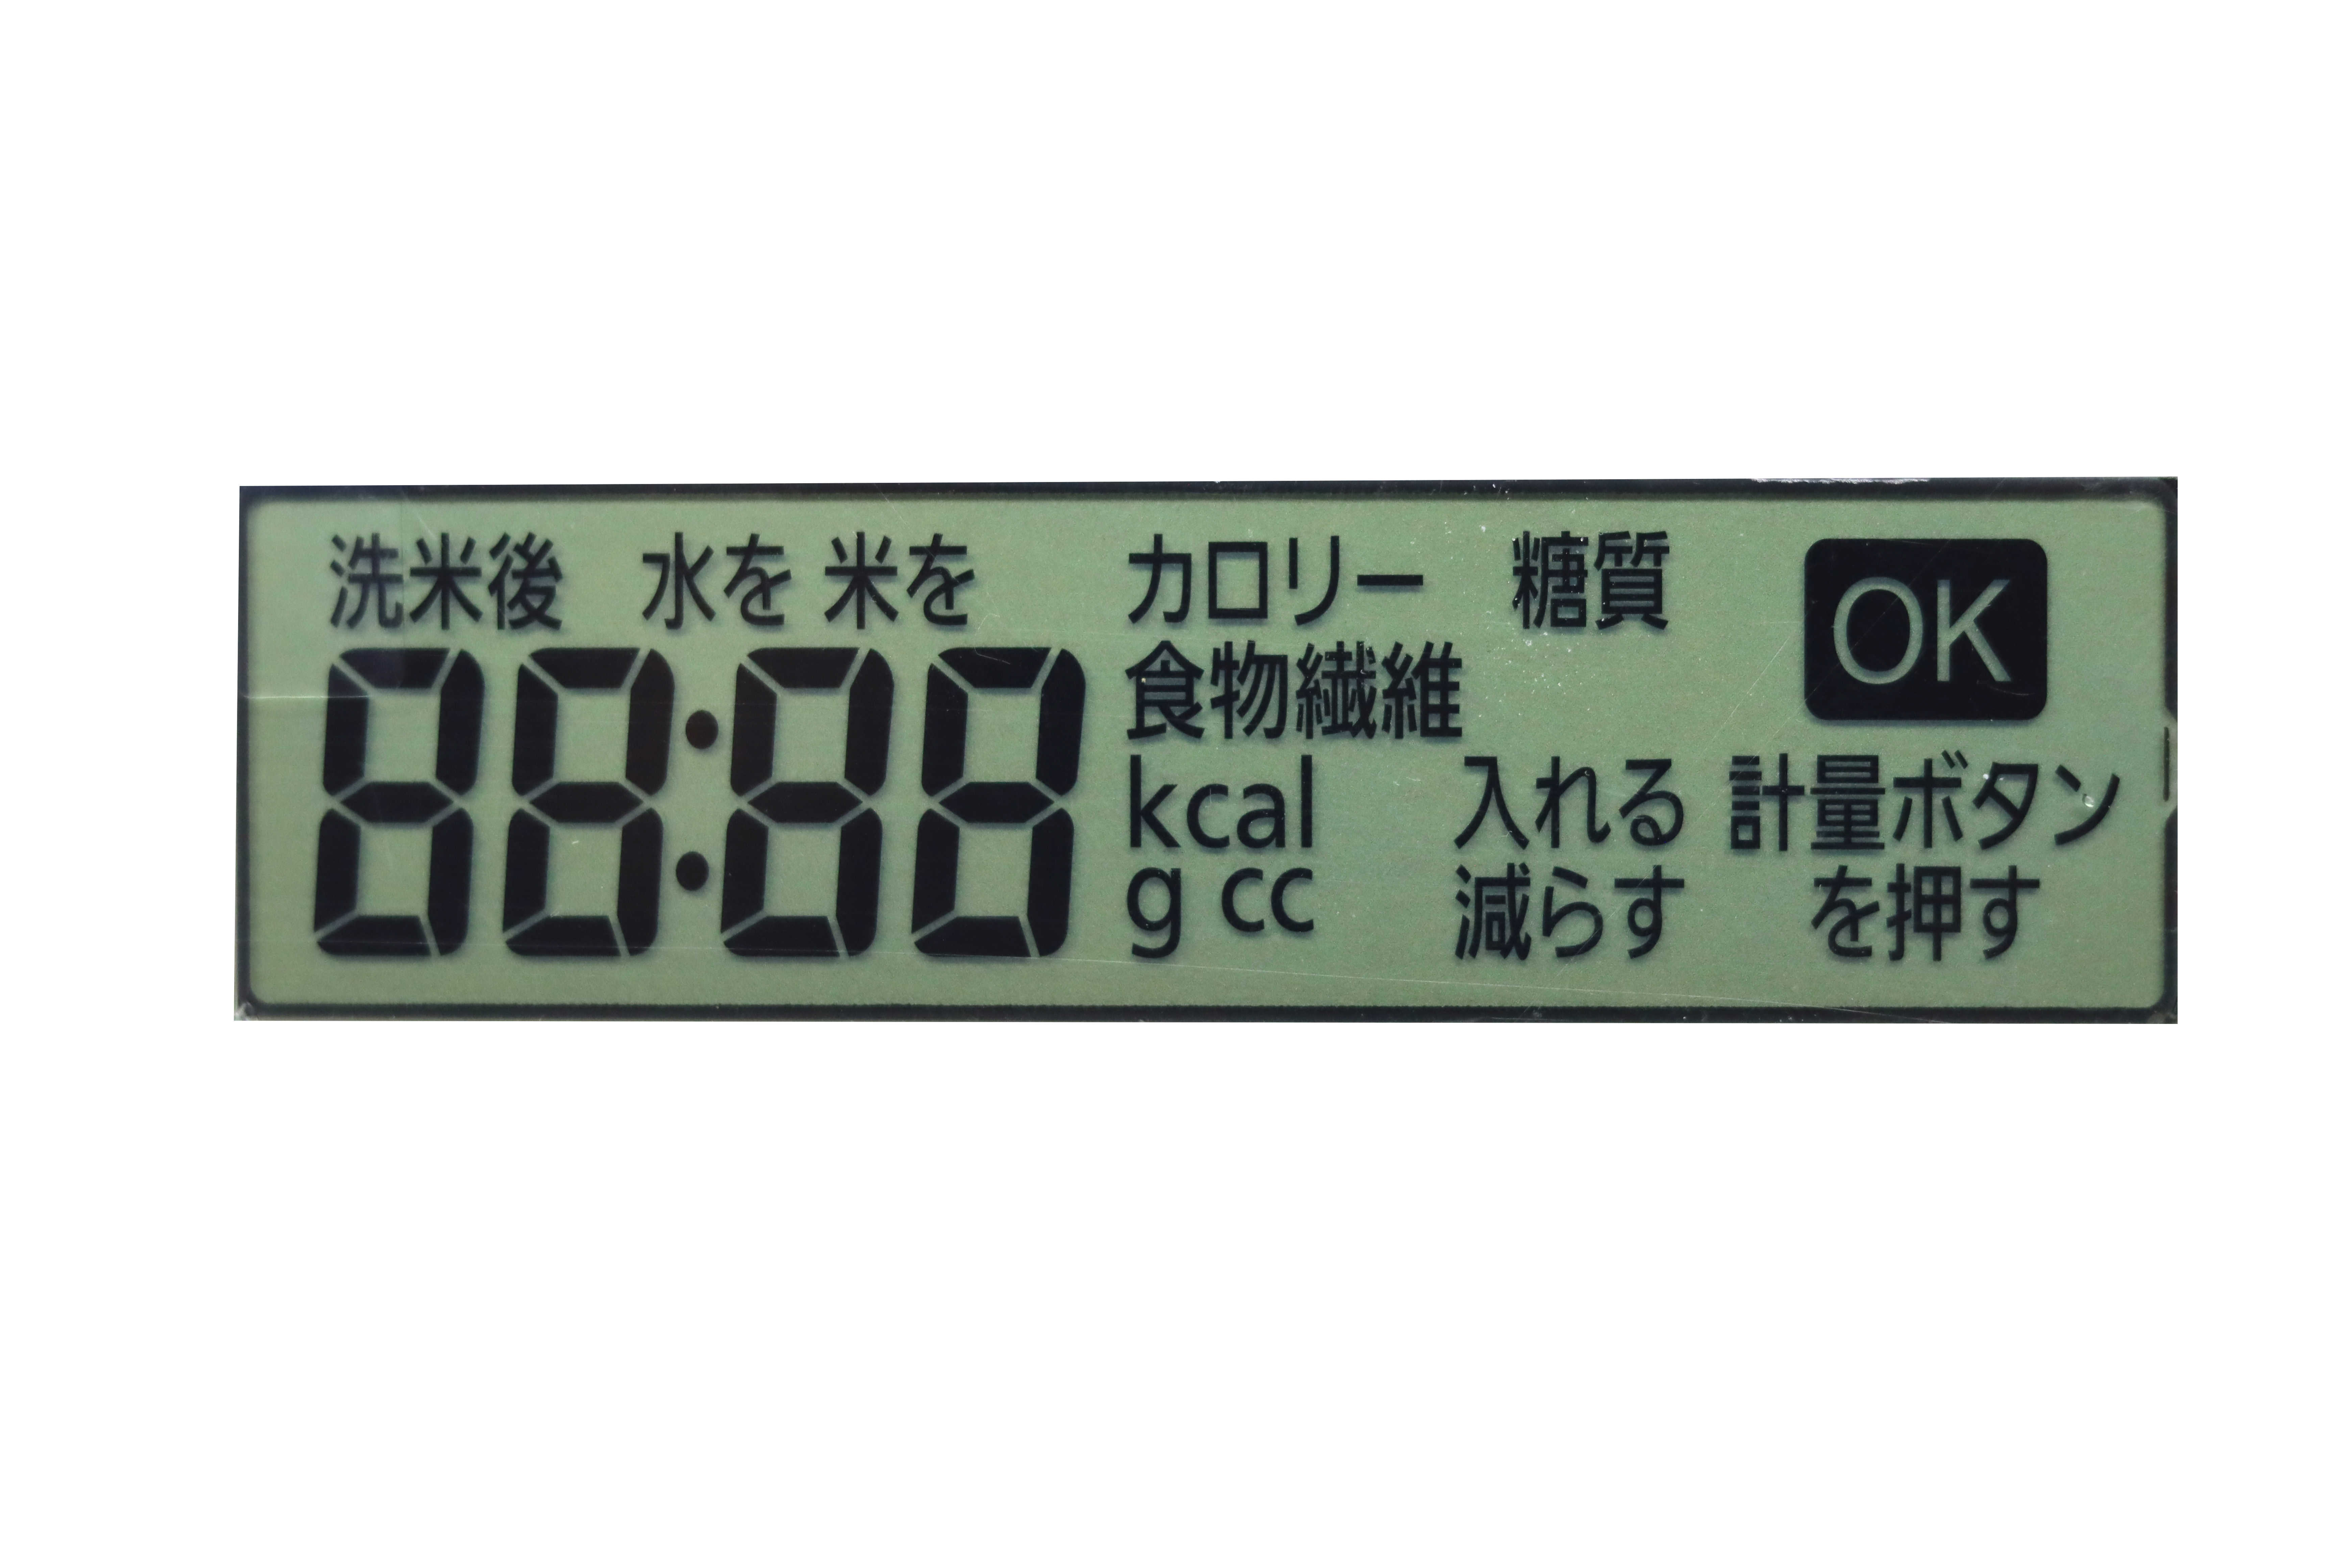 洗米後 水を 米を カロリー 糖質 OK
88:88 食物繊維
kcal 入れる 計量ボタン
g cc 減らす を押す